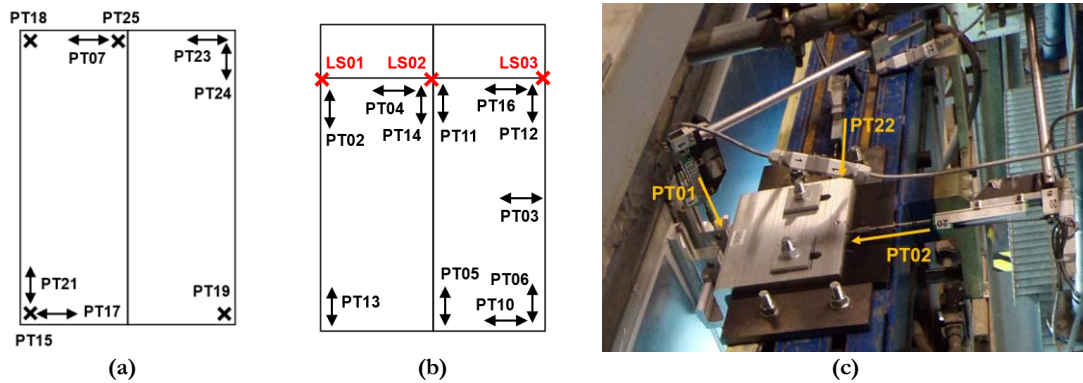 PT18
PT25
PT07
PT23
PT24
PT21
PT17
PT19
PT15
(a)
LS01
LS02
LS03
PT04
PT16
PT02
PT14
PT11
PT12
PT03
PT05
PT06
PT13
PT10
(b)
PT22
PT01
PT02
20
(c)